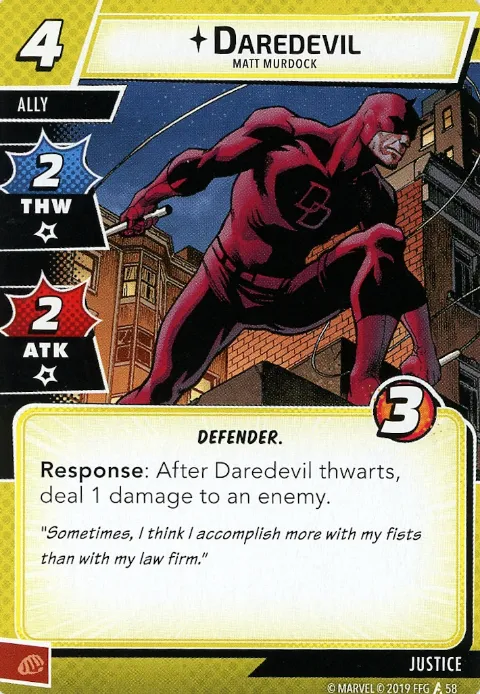 4
DAREDEVIL
MATT MURDOCK
ALLY
2
THW
2
ATK
DD
3
DEFENDER.
Response: After Daredevil thwarts,
deal 1 damage to an enemy.
"Sometimes, I think I accomplish more with my fists
than with my law firm."
JUSTICE
© MARVEL © 2019 FFG 58